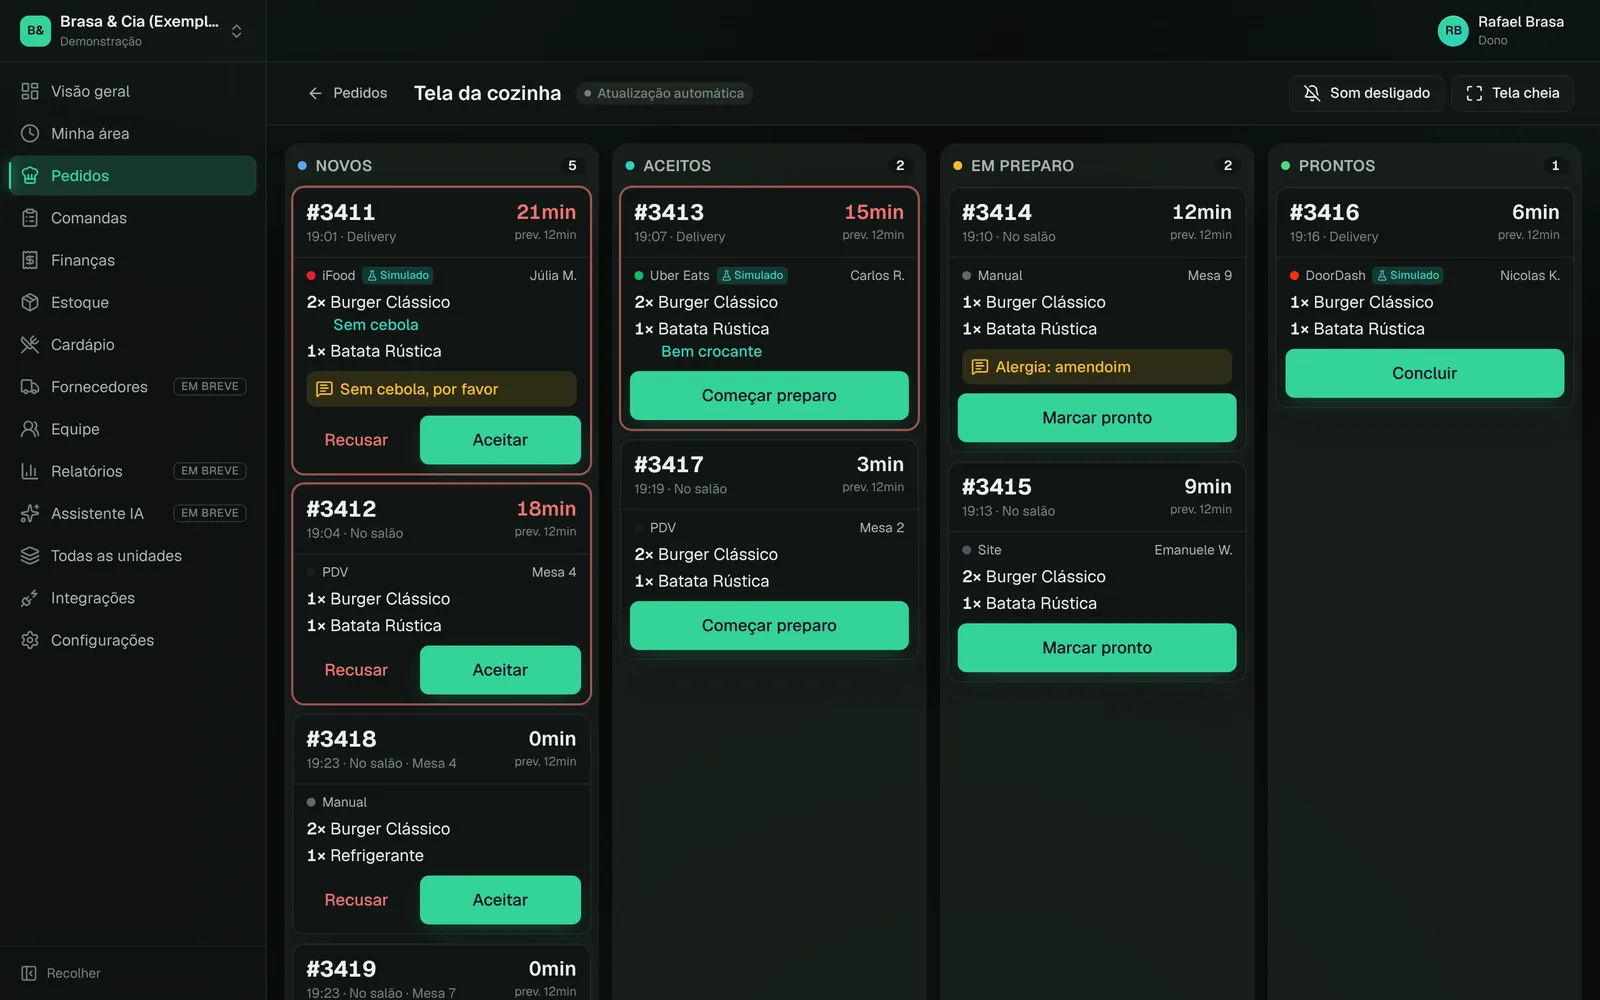 B&
Brasa & Cia (Exempl...
Demonstração
RB
Rafael Brasa
Dono
Visão geral
Minha área
Pedidos
Comandas
Finanças
Estoque
Cardápio
Fornecedores EM BREVE
Equipe
Relatórios EM BREVE
Assistente IA EM BREVE
Todas as unidades
Integrações
Configurações
Recolher
Pedidos
Tela da cozinha
Atualização automática
Som desligado
Tela cheia
NOVOS 5
#3411 21min
19:01 · Delivery prev. 12min
iFood Simulado Júlia M.
2× Burger Clássico
Sem cebola
1× Batata Rústica
Sem cebola, por favor
Recusar Aceitar
#3412 18min
19:04 · No salão prev. 12min
PDV Mesa 4
1× Burger Clássico
1× Batata Rústica
Recusar Aceitar
#3418 0min
19:23 · No salão · Mesa 4 prev. 12min
Manual
2× Burger Clássico
1× Refrigerante
Recusar Aceitar
#3419 0min
19:23 · No salão · Mesa 7 prev. 12min
ACEITOS 2
#3413 15min
19:07 · Delivery prev. 12min
Uber Eats Simulado Carlos R.
2× Burger Clássico
1× Batata Rústica
Bem crocante
Começar preparo
#3417 3min
19:19 · No salão prev. 12min
PDV Mesa 2
2× Burger Clássico
1× Batata Rústica
Começar preparo
EM PREPARO 2
#3414 12min
19:10 · No salão prev. 12min
Manual Mesa 9
1× Burger Clássico
1× Batata Rústica
Alergia: amendoim
Marcar pronto
#3415 9min
19:13 · No salão prev. 12min
Site Emanuele W.
2× Burger Clássico
1× Batata Rústica
Marcar pronto
PRONTOS 1
#3416 6min
19:16 · Delivery prev. 12min
DoorDash Simulado Nicolas K.
1× Burger Clássico
1× Batata Rústica
Concluir